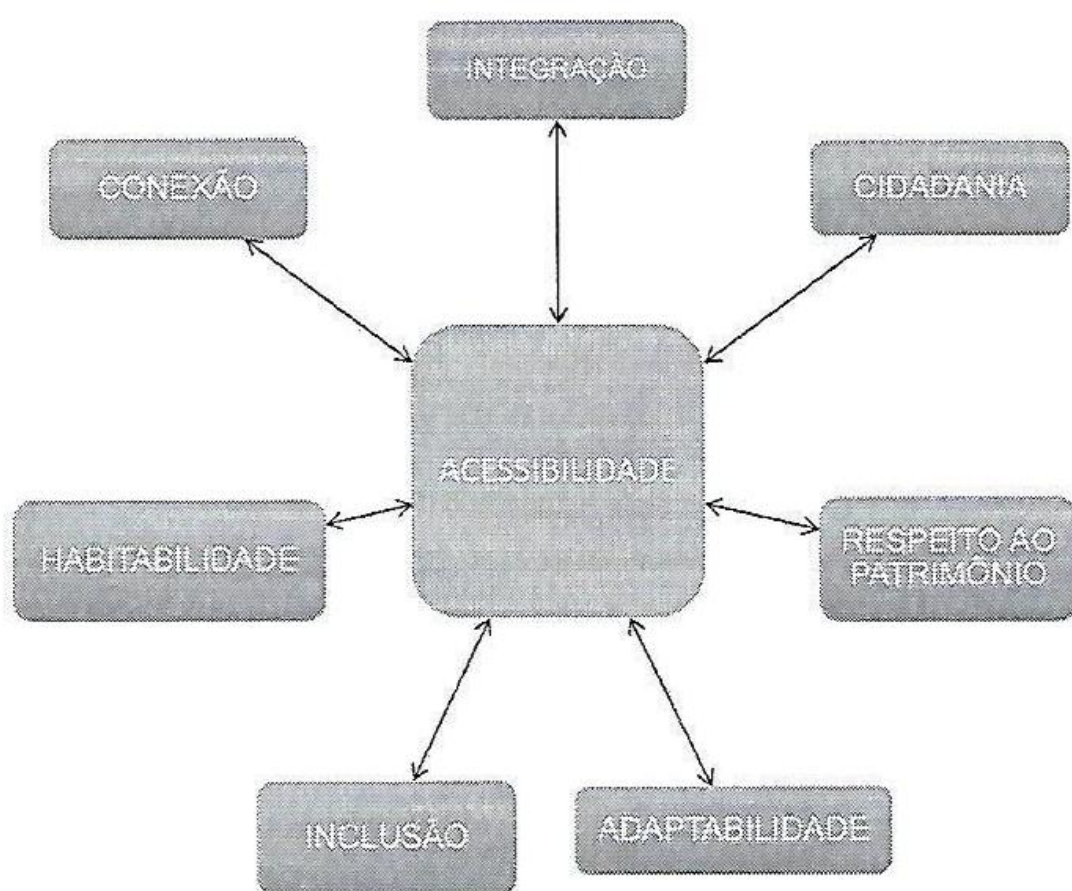 INTEGRAÇÃO
CONEXÃO
CIDADANIA
ACESSIBILIDADE
HABITABILIDADE
RESPEITO AO
PATRIMÔNIO
INCLUSÃO
ADAPTABILIDADE